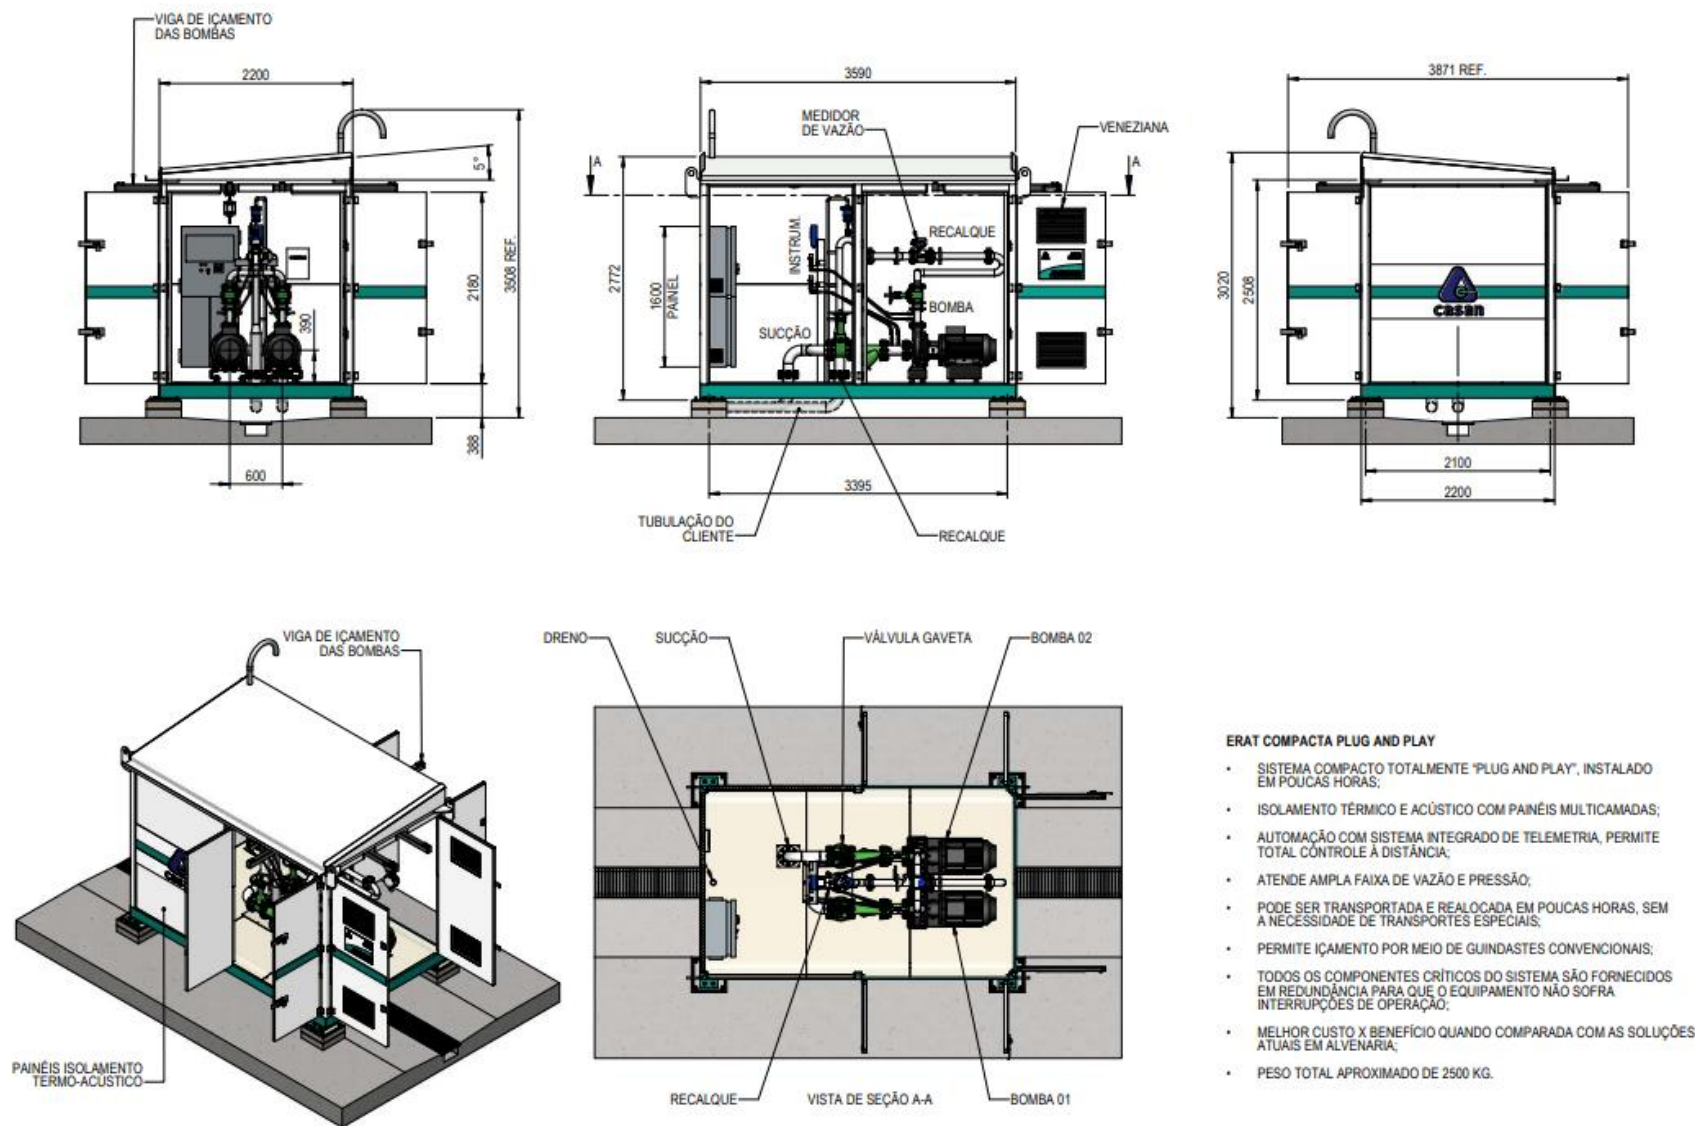 VIGA DE IÇAMENTO
DAS BOMBAS
2200
5°
2180
3508 REF.
390
388
600
3590
MEDIDOR
DE VAZÃO
VENEZIANA
A
A
2772
1600
PAINEL
INSTRUM.
RECALQUE
BOMBA
SUCÇÃO
3395
TUBULAÇÃO DO
CLIENTE
RECALQUE
3871 REF.
3020
2508
casan
2100
2200
VIGA DE IÇAMENTO
DAS BOMBAS
PAINÉIS ISOLAMENTO
TERMO-ACÚSTICO
DRENO
SUCÇÃO
VÁLVULA GAVETA
BOMBA 02
RECALQUE
VISTA DE SEÇÃO A-A
BOMBA 01
ERAT COMPACTA PLUG AND PLAY
• SISTEMA COMPACTO TOTALMENTE "PLUG AND PLAY", INSTALADO
EM POUCAS HORAS;
• ISOLAMENTO TÉRMICO E ACÚSTICO COM PAINÉIS MULTICAMADAS;
• AUTOMAÇÃO COM SISTEMA INTEGRADO DE TELEMETRIA, PERMITE
TOTAL CONTROLE À DISTÂNCIA;
• ATENDE AMPLA FAIXA DE VAZÃO E PRESSÃO;
• PODE SER TRANSPORTADA E REALOCADA EM POUCAS HORAS, SEM
A NECESSIDADE DE TRANSPORTES ESPECIAIS;
• PERMITE IÇAMENTO POR MEIO DE GUINDASTES CONVENCIONAIS;
• TODOS OS COMPONENTES CRÍTICOS DO SISTEMA SÃO FORNECIDOS
EM REDUNDÂNCIA PARA QUE O EQUIPAMENTO NÃO SOFRA
INTERRUPÇÕES DE OPERAÇÃO;
• MELHOR CUSTO X BENEFÍCIO QUANDO COMPARADA COM AS SOLUÇÕES
ATUAIS EM ALVENARIA;
• PESO TOTAL APROXIMADO DE 2500 KG.